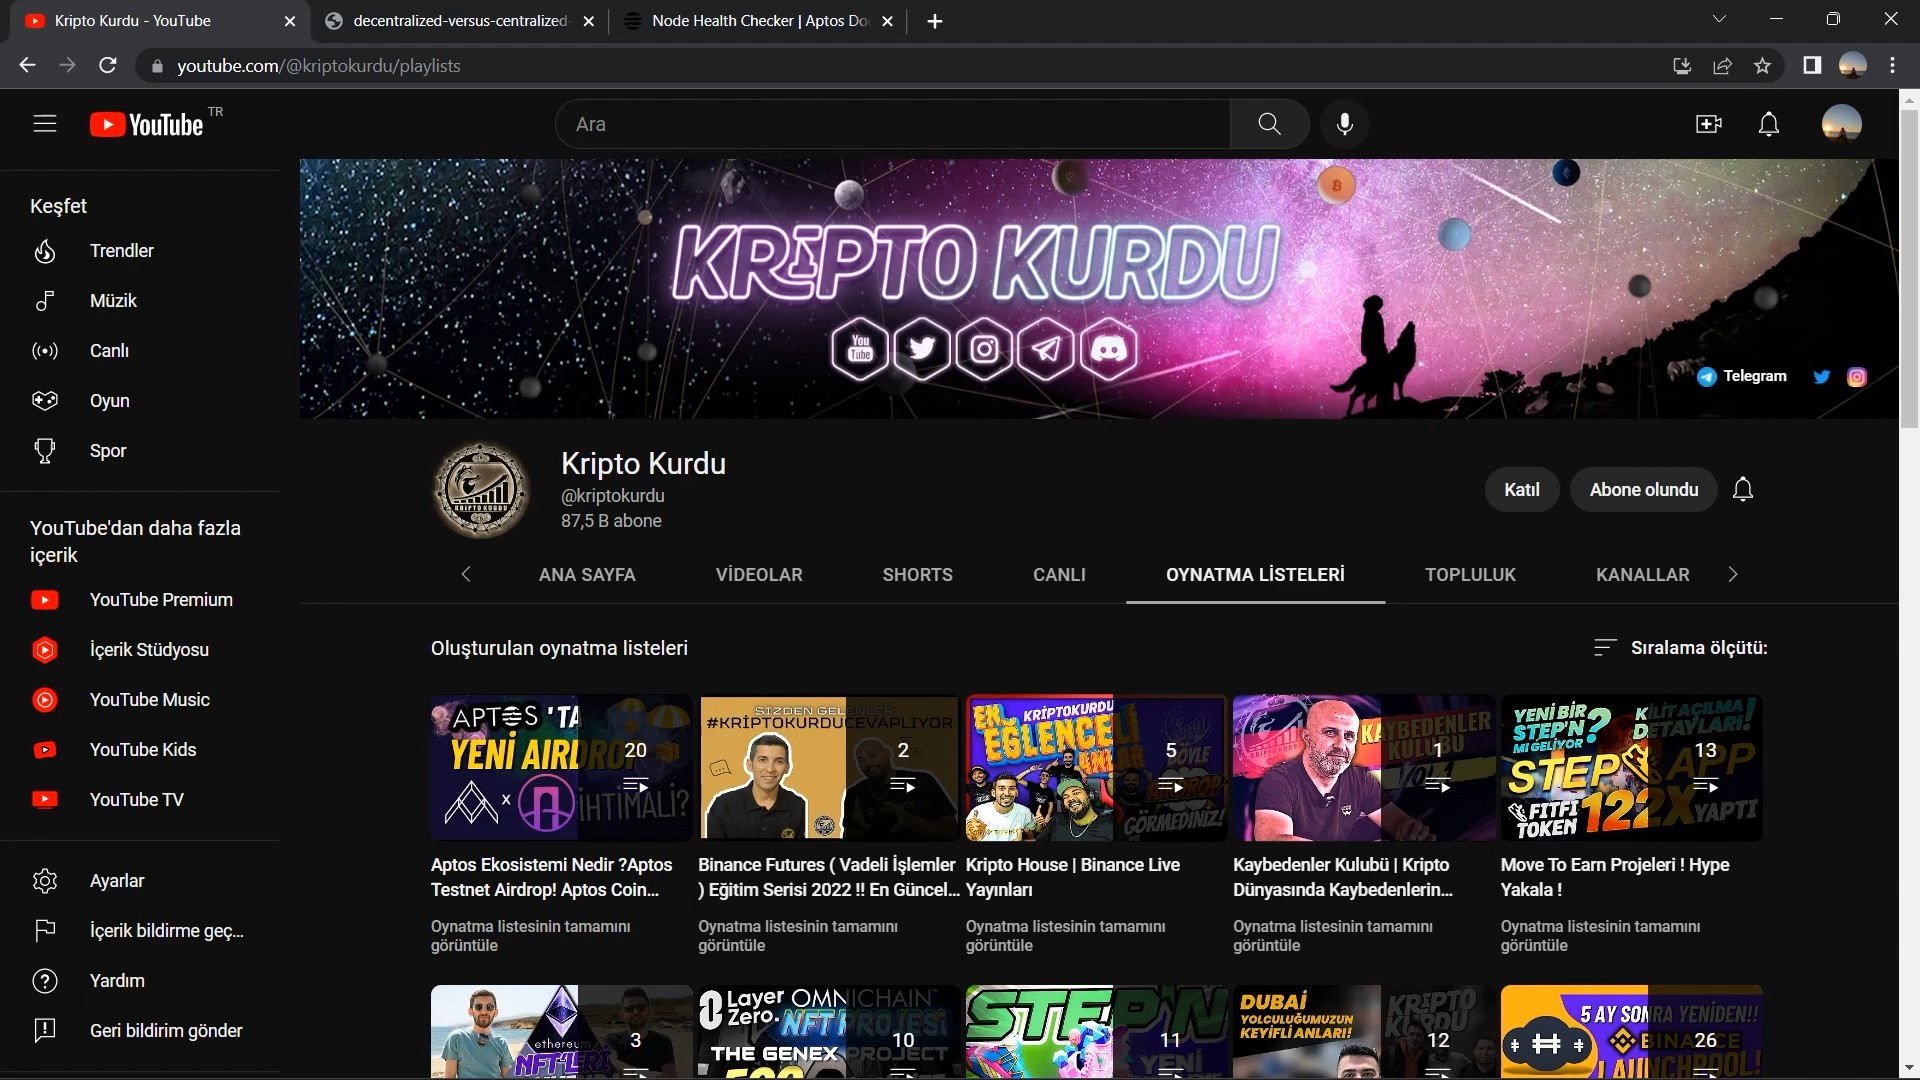 Kripto Kurdu - YouTube
decentralized-versus-centralized-
Node Health Checker | Aptos Do
youtube.com/@kriptokurdu/playlists
YouTube TR
Ara
Keşfet
Trendler
Müzik
Canlı
Oyun
Spor
YouTube'dan daha fazla
içerik
YouTube Premium
İçerik Stüdyosu
YouTube Music
YouTube Kids
YouTube TV
Ayarlar
İçerik bildirme geç...
Yardım
Geri bildirim gönder
KRİPTO KURDU
You
Tube
Telegram
KRIPTO KURDU
Kripto Kurdu
@kriptokurdu
87,5 B abone
Katıl
Abone olundu
ANA SAYFA
VİDEOLAR
SHORTS
CANLI
OYNATMA LİSTELERİ
TOPLULUK
KANALLAR
Oluşturulan oynatma listeleri
Sıralama ölçütü:
APTOS 'TA
YENİ AIRDROP
x
İHTİMALİ?
20
Aptos Ekosistemi Nedir ?Aptos
Testnet Airdrop! Aptos Coin...
Oynatma listesinin tamamını
görüntüle
SIZDEN GELENLER
#KRİPTOKURDUCEVAPLIYOR
2
Binance Futures ( Vadeli İşlemler
) Eğitim Serisi 2022 !! En Güncel...
Oynatma listesinin tamamını
görüntüle
KRİPTOKURDU
EN
EĞLENCELİ
ANLAR
BÖYLE
AIRDROP
GÖRMEDİNİZ!
5
Kripto House | Binance Live
Yayınları
Oynatma listesinin tamamını
görüntüle
KAYBEDENLER
KULUBU
1
Kaybedenler Kulübü | Kripto
Dünyasında Kaybedenlerin...
Oynatma listesinin tamamını
görüntüle
YENİ BİR
STEP'N
MI GELİYOR
?
KİLİT AÇILMA
DETAYLARI!
STEP APP
FITFI
TOKEN
122X
YAPTI
13
Move To Earn Projeleri ! Hype
Yakala !
Oynatma listesinin tamamını
görüntüle
ethereum
NFT'LERİ
3
Layer
Zero.
OMNICHAIN
NFT PROJESİ
THE GENEX PROJECT
10
STEP'N
YENİ
11
DUBAİ
YOLCULUĞUMUZUN
KEYİFLİ ANLARI!
KRİPTO
KURDU
12
5 AY SONRA YENİDEN!!
BINANCE
LAUNCHPOOL!
26